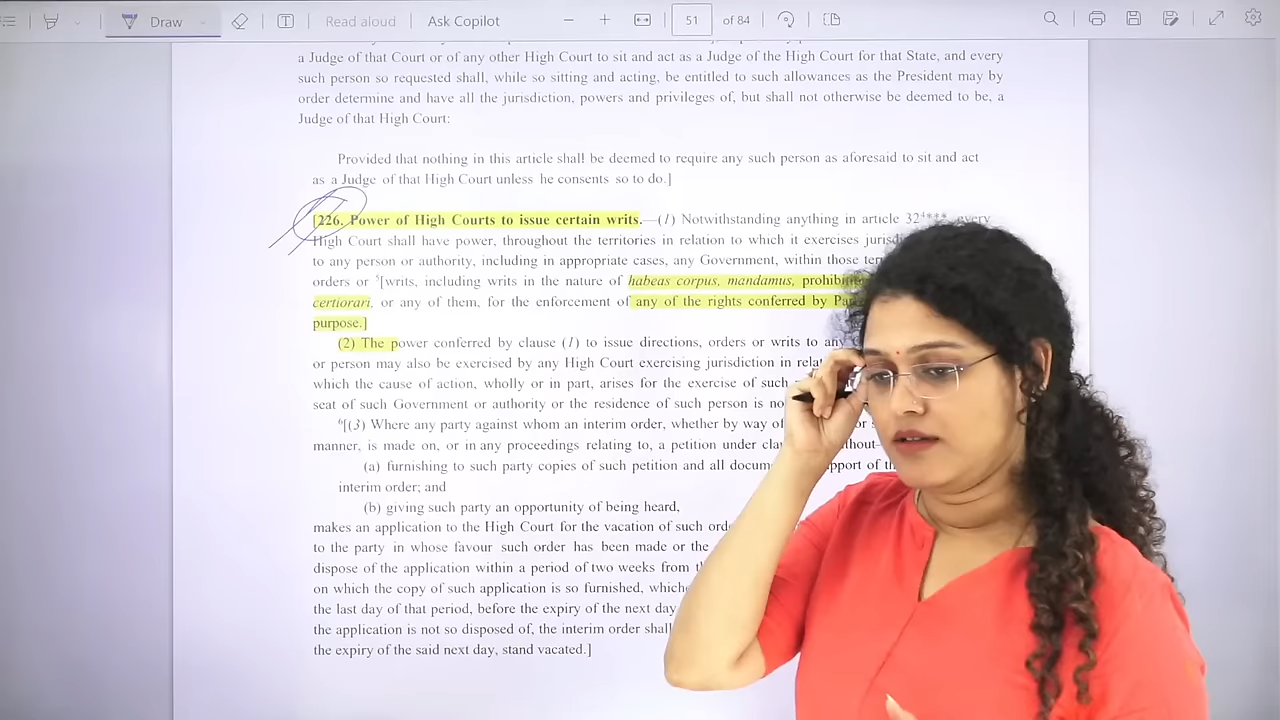 Draw
Read aloud
Ask Copilot
51 of 84
a Judge of that Court or of any other High Court to sit and act as a Judge of the High Court for that State, and every
such person so requested shall, while so sitting and acting, be entitled to such allowances as the President may by
order determine and have all the jurisdiction, powers and privileges of, but shall not otherwise be deemed to be, a
Judge of that High Court:
Provided that nothing in this article shall be deemed to require any such person as aforesaid to sit and act
as a Judge of that High Court unless he consents so to do.]
[226. Power of High Courts to issue certain writs.—(1) Notwithstanding anything in article 32 4*** every
High Court shall have power, throughout the territories in relation to which it exercises
to any person or authority, including in appropriate cases, any Government, within those
orders or 5[writs, including writs in the nature of habeas corpus, mandamus,
certiorari, or any of them, for the enforcement of any of the rights conferred by
purpose.]
(2) The power conferred by clause (1) to issue directions, orders or writs to any
or person may also be exercised by any High Court exercising jurisdiction in
which the cause of action, wholly or in part, arises for the exercise of such
seat of such Government or authority or the residence of such person is
6[(3) Where any party against whom an interim order, whether by way of
manner, is made on, or in any proceedings relating to, a petition under
(a) furnishing to such party copies of such petition and all
interim order; and
(b) giving such party an opportunity of being heard,
makes an application to the High Court for the vacation of such
to the party in whose favour such order has been made or the
dispose of the application within a period of two weeks from
on which the copy of such application is so furnished,
the last day of that period, before the expiry of the next day
the application is not so disposed of, the interim order
the expiry of the said next day, stand vacated.]